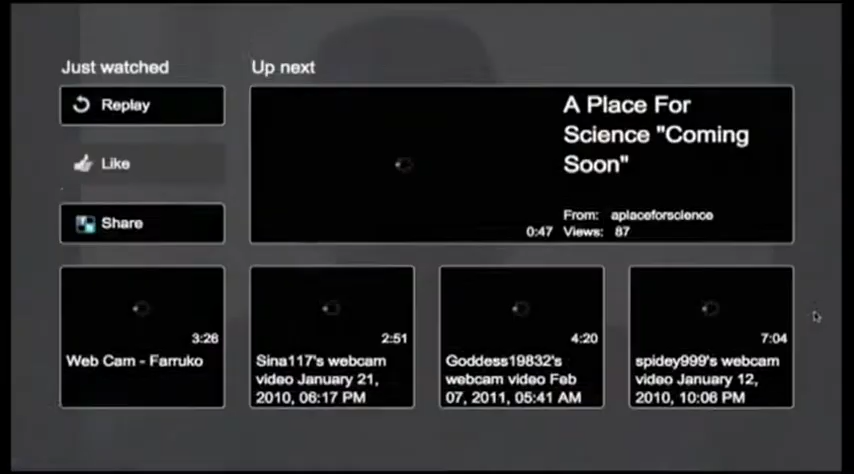 Just watched
Up next
Replay
Like
Share
A Place For
Science "Coming
Soon"
From: aplaceforscience
0:47 Views: 87
3:28
Web Cam - Farruko
2:51
Sina117's webcam
video January 21,
2010, 06:17 PM
4:20
Goddess19832's
webcam video Feb
07, 2011, 05:41 AM
7:04
spidey999's webcam
video January 12,
2010, 10:06 PM